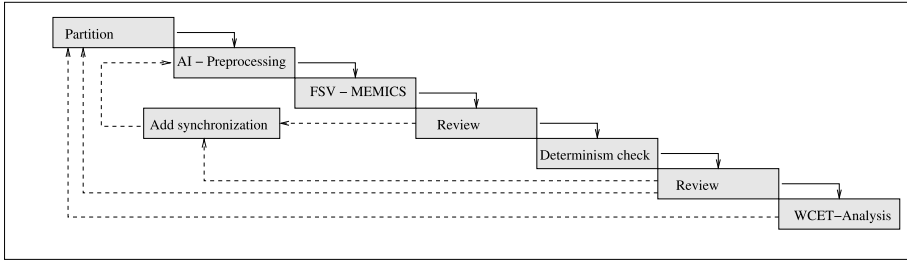 Partition
AI − Preprocessing
FSV − MEMICS
Add synchronization
Review
Determinism check
Review
WCET−Analysis